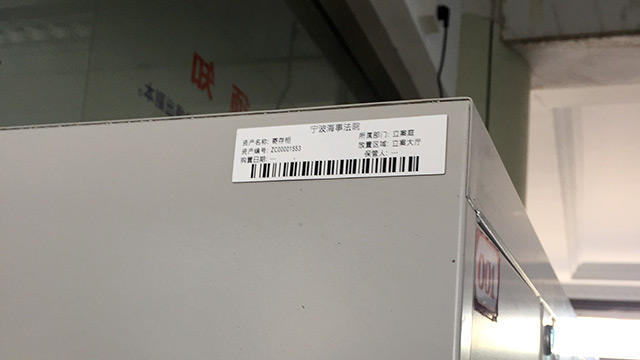 宁波海事法院
资产名称: 寄存柜
所属部门: 立案庭
资产编号: ZC00001553
放置区域: 立案大厅
购置日期: ---
保管人: ---
001